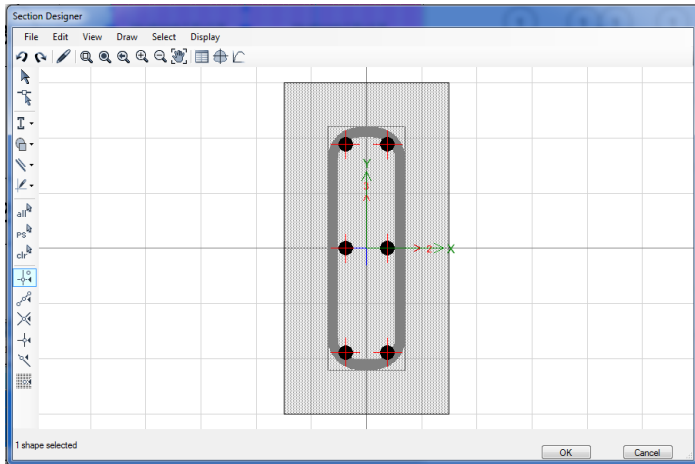 Section Designer
File Edit View Draw Select Display
all
PS
clr
Y
3
2 X
1 shape selected
OK Cancel